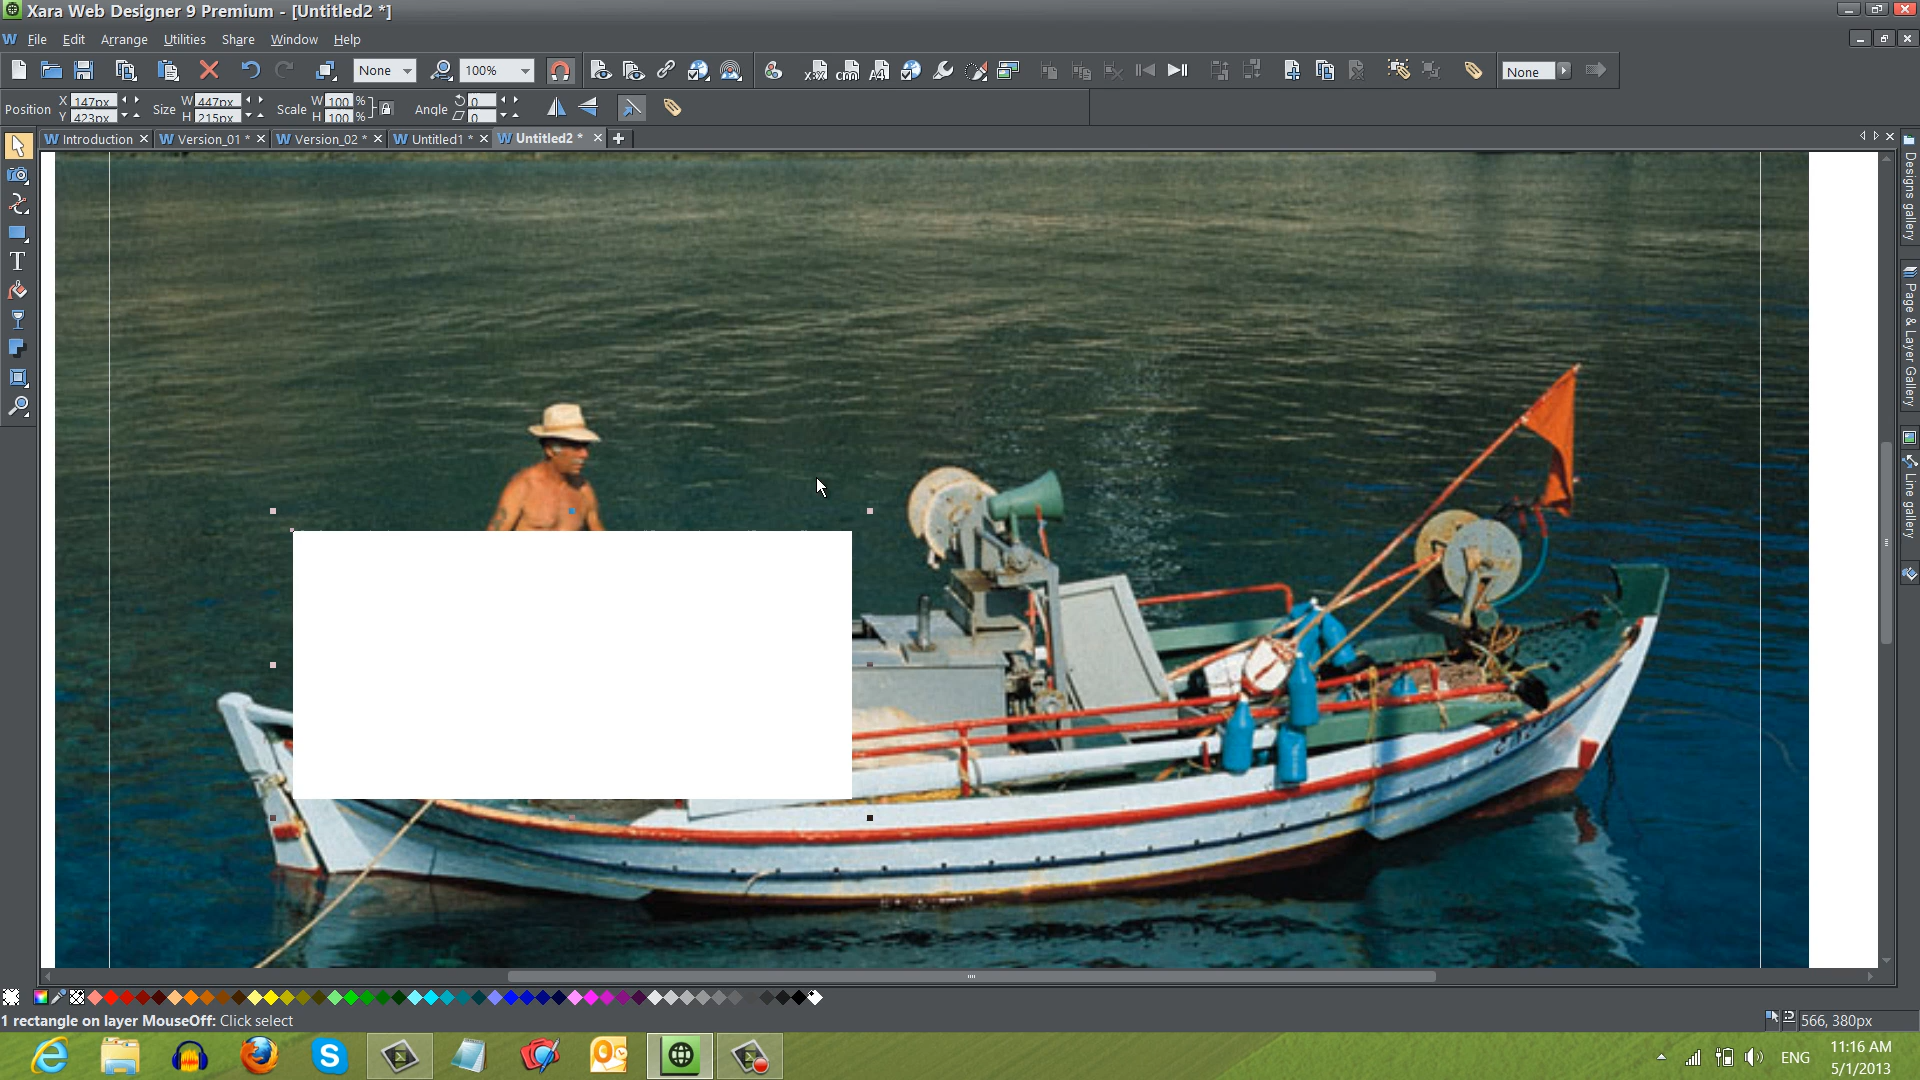 Xara Web Designer 9 Premium - [Untitled2 *]
W File Edit Arrange Utilities Share Window Help
None 100% None
Position X 147px Y 423px Size W 447px H 215px Scale W 100 % H 100 % Angle 0 0
W Introduction W Version_01 * W Version_02 * W Untitled1 * W Untitled2 *
Designs gallery
Page & Layer Gallery
Line gallery
1 rectangle on layer MouseOff: Click select
566, 380px
ENG
11:16 AM
5/1/2013